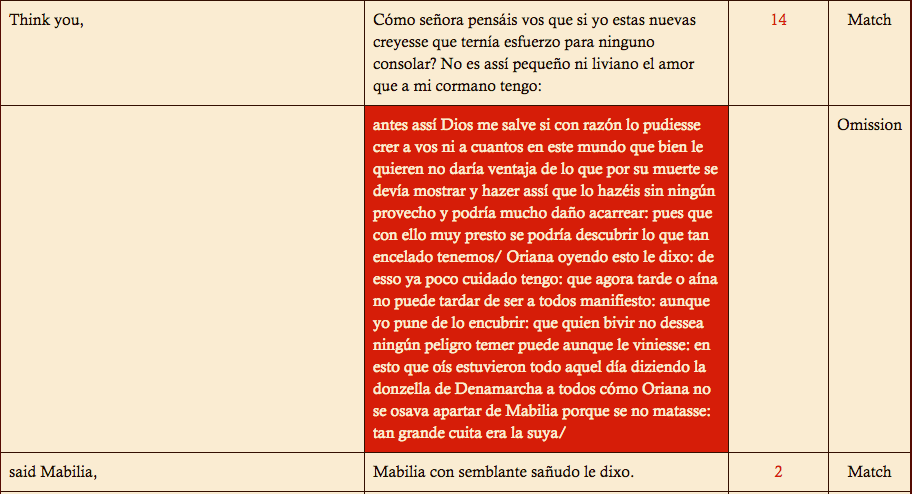 Think you,
Cómo señora pensáis vos que si yo estas nuevas
creyesse que ternía esfuerzo para ninguno
consolar? No es assí pequeño ni liviano el amor
que a mi cormano tengo:
14
Match
antes assí Dios me salve si con razón lo pudiesse
crer a vos ni a cuantos en este mundo que bien le
quieren no daría ventaja de lo que por su muerte se
devía mostrar y hazer assí que lo hazéis sin ningún
provecho y podría mucho daño acarrear: pues que
con ello muy presto se podría descubrir lo que tan
encelado tenemos/ Oriana oyendo esto le dixo: de
esso ya poco cuidado tengo: que agora tarde o aína
no puede tardar de ser a todos manifiesto: aunque
yo pune de lo encubrir: que quien bivir no dessea
ningún peligro temer puede aunque le viniesse: en
esto que oís estuvieron todo aquel día diziendo la
donzella de Denamarcha a todos cómo Oriana no
se osava apartar de Mabilia porque se no matasse:
tan grande cuita era la suya/
Omission
said Mabilia,
Mabilia con semblante sañudo le dixo.
2
Match